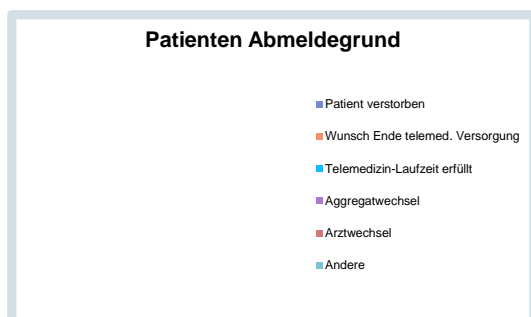 Patienten Abmeldegrund
Patient verstorben
Wunsch Ende telemed. Versorgung
Telemedizin-Laufzeit erfüllt
Aggregatwechsel
Arztwechsel
Andere